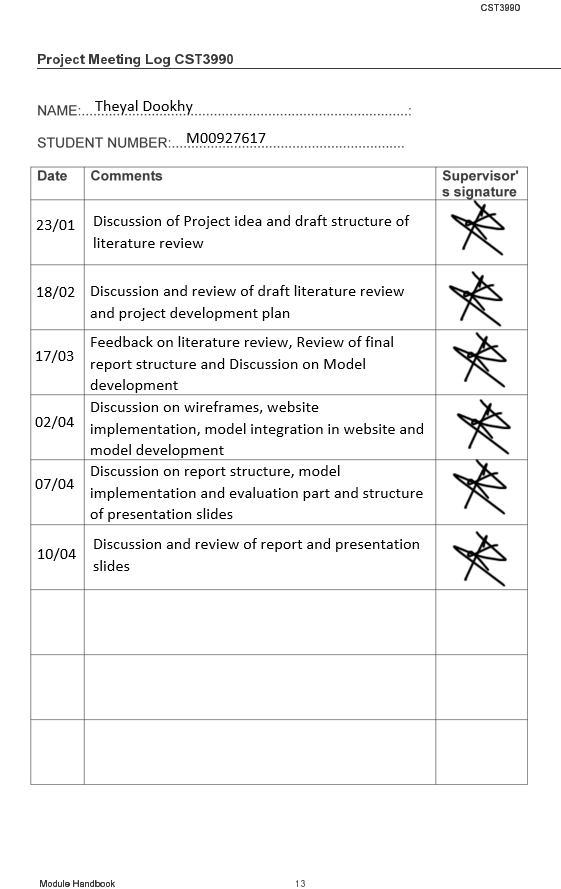 CST3990
Project Meeting Log CST3990
NAME:......Theyal Dookhy..................................................................:
STUDENT NUMBER:....M00927617...................................
Date Comments Supervisor'
s signature
23/01 Discussion of Project idea and draft structure of
literature review
18/02 Discussion and review of draft literature review
and project development plan
17/03 Feedback on literature review, Review of final
report structure and Discussion on Model
development
02/04 Discussion on wireframes, website
implementation, model integration in website and
model development
07/04 Discussion on report structure, model
implementation and evaluation part and structure
of presentation slides
10/04 Discussion and review of report and presentation
slides
Module Handbook 13